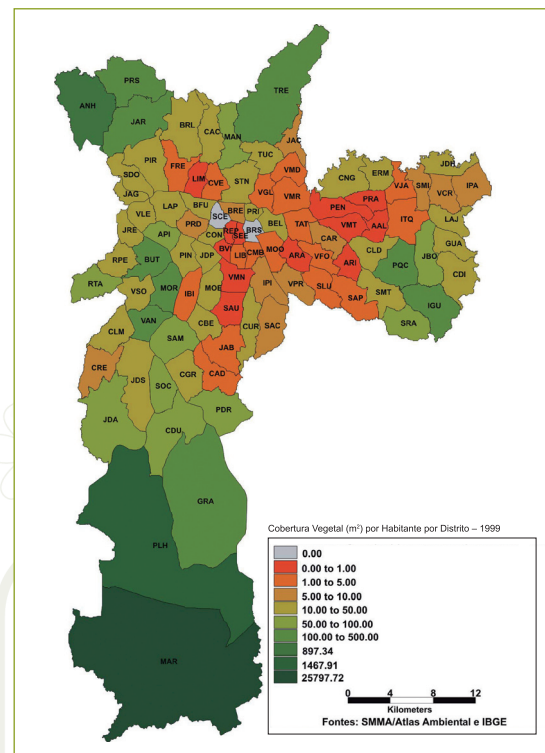 PRS
TRE
ANH
JAR
BRL
CAC
MAN
JAC
TUC
PIR
FRE
LIM
CVE
STN
VMD
VGL
VMR
SDO
JAG
CNG
ERM
VJA
JDH
SMI
VCR
IPA
PEN
PRA
VMT
AAL
ITQ
LAJ
GUA
VLE
LAP
BFU
SCE
BRE
PRI
BRS
BEL
TAT
CAR
JRE
API
PRD
CON
REP
SEE
CLD
PQC
JBO
CDI
RPE
BUT
PIN
JDP
BVI
LIB
CMB
MOO
ARA
VFO
ARI
RTA
VSO
MOR
IBI
MOE
VMN
IPI
VPR
SLU
SAP
SMT
IGU
SRA
VAN
SAU
CLM
SAM
CBE
CUR
SAC
CRE
JDS
SOC
CGR
JAB
CAD
JDA
CDU
PDR
GRA
PLH
MAR
Cobertura Vegetal (m²) por Habitante por Distrito – 1999
0.00
0.00 to 1.00
1.00 to 5.00
5.00 to 10.00
10.00 to 50.00
50.00 to 100.00
100.00 to 500.00
897.34
1467.91
25797.72
0 4 8 12
Kilometers
Fontes: SMMA/Atlas Ambiental e IBGE